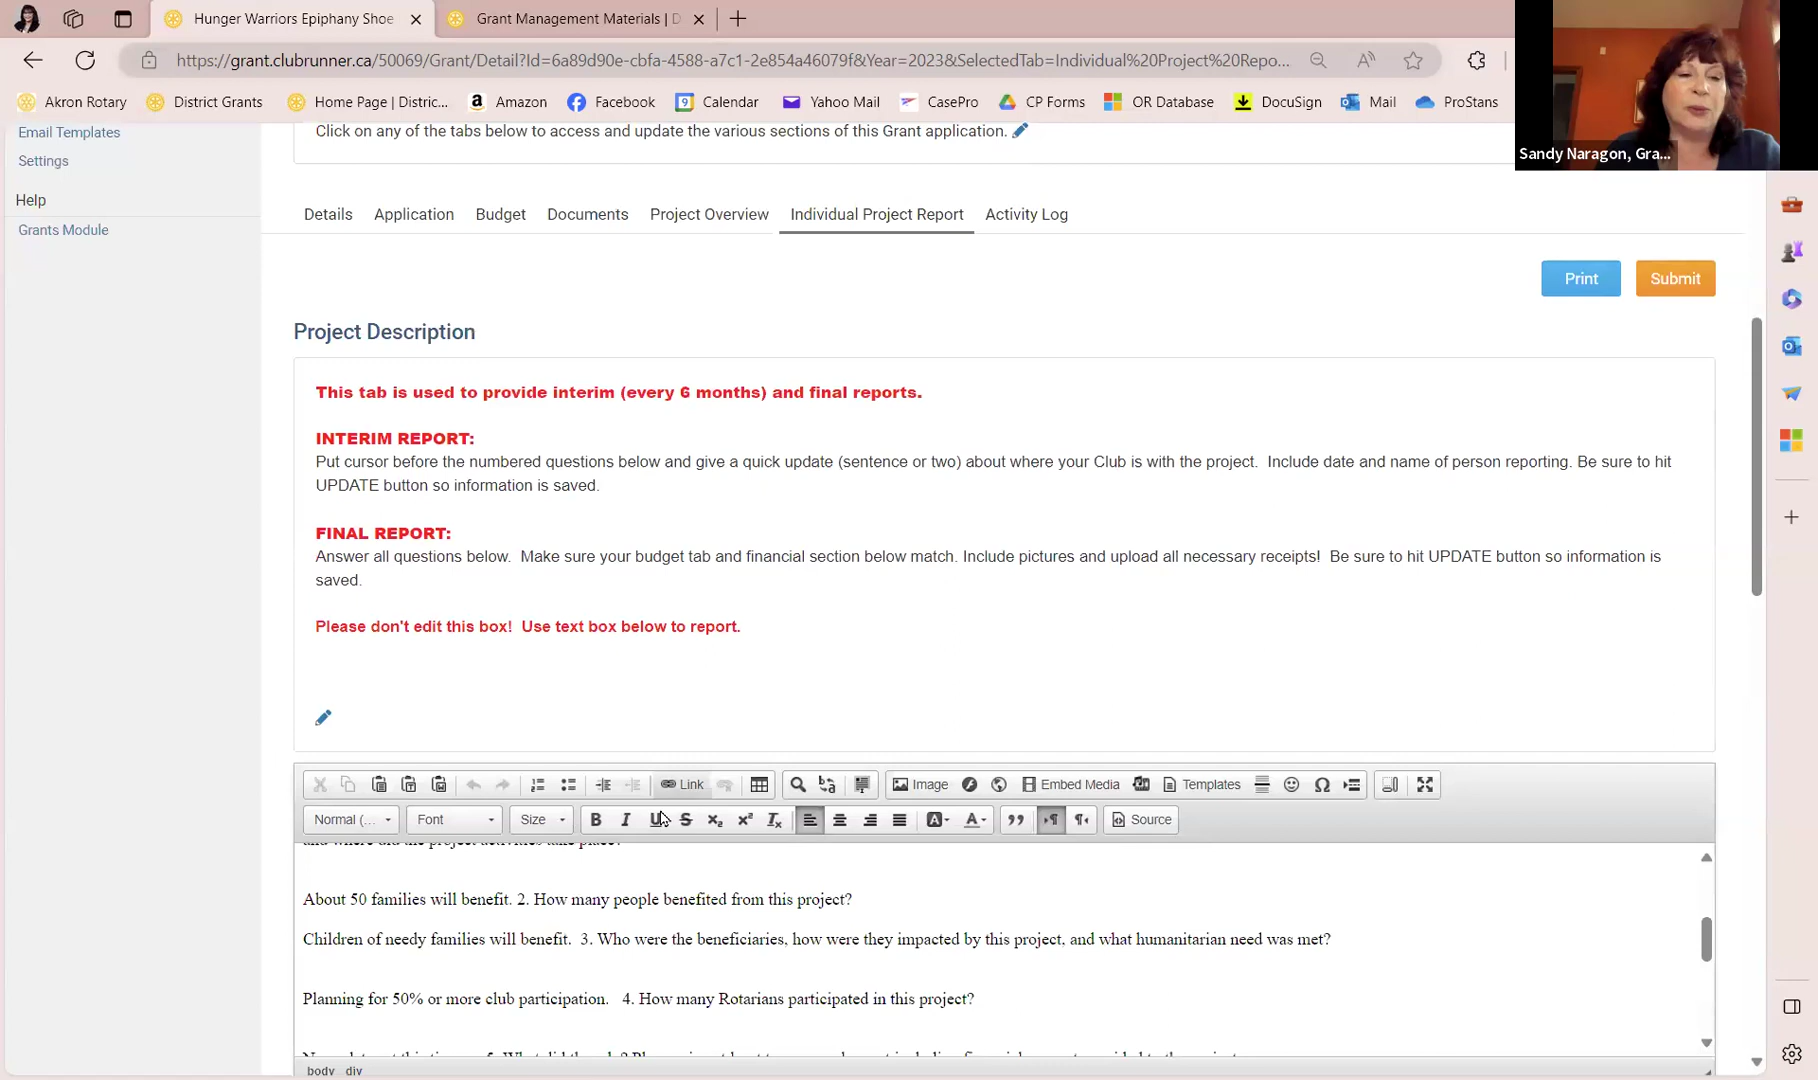 Hunger Warriors Epiphany Shoe
Grant Management Materials | D
https://grant.clubrunner.ca/50069/Grant/Detail?Id=6a89d90e-cbfa-4588-a7c1-2e854a46079f&Year=2023&SelectedTab=Individual%20Project%20Repo...
Akron Rotary
District Grants
Home Page | Distric...
Amazon
Facebook
Calendar
Yahoo Mail
CasePro
CP Forms
OR Database
DocuSign
Mail
ProStans
Sandy Naragon, Gra...
Email Templates
Settings
Help
Grants Module
Click on any of the tabs below to access and update the various sections of this Grant application.
Details
Application
Budget
Documents
Project Overview
Individual Project Report
Activity Log
Print
Submit
Project Description
This tab is used to provide interim (every 6 months) and final reports.
INTERIM REPORT:
Put cursor before the numbered questions below and give a quick update (sentence or two) about where your Club is with the project.  Include date and name of person reporting. Be sure to hit
UPDATE button so information is saved.
FINAL REPORT:
Answer all questions below.  Make sure your budget tab and financial section below match. Include pictures and upload all necessary receipts!  Be sure to hit UPDATE button so information is
saved.
Please don't edit this box!  Use text box below to report.
Link
Image
Embed Media
Templates
Normal (...
Font
Size
Source
and where did the project activities take place?
About 50 families will benefit. 2. How many people benefited from this project?
Children of needy families will benefit.  3. Who were the beneficiaries, how were they impacted by this project, and what humanitarian need was met?
Planning for 50% or more club participation.   4. How many Rotarians participated in this project?
body div